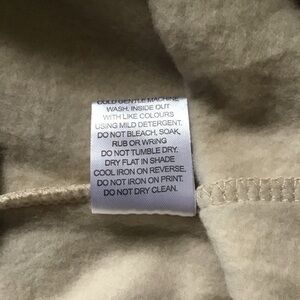 COLD GENTLE MACHINE
WASH. INSIDE OUT
WITH LIKE COLOURS
USING MILD DETERGENT.
DO NOT BLEACH, SOAK,
RUB OR WRING
DO NOT TUMBLE DRY.
DRY FLAT IN SHADE
COOL IRON ON REVERSE.
DO NOT IRON ON PRINT.
DO NOT DRY CLEAN.